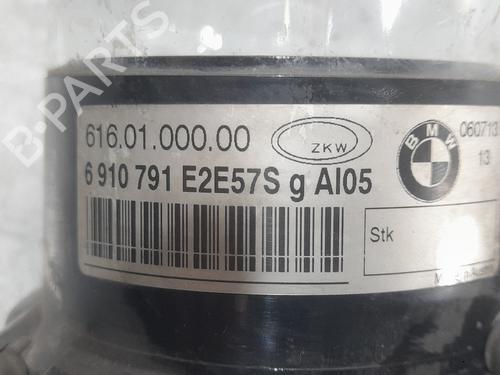 B-PARTS
616.01.000.00
ZKW
BMW
060713
13
6 910 791 E2E57S g AI05
Stk